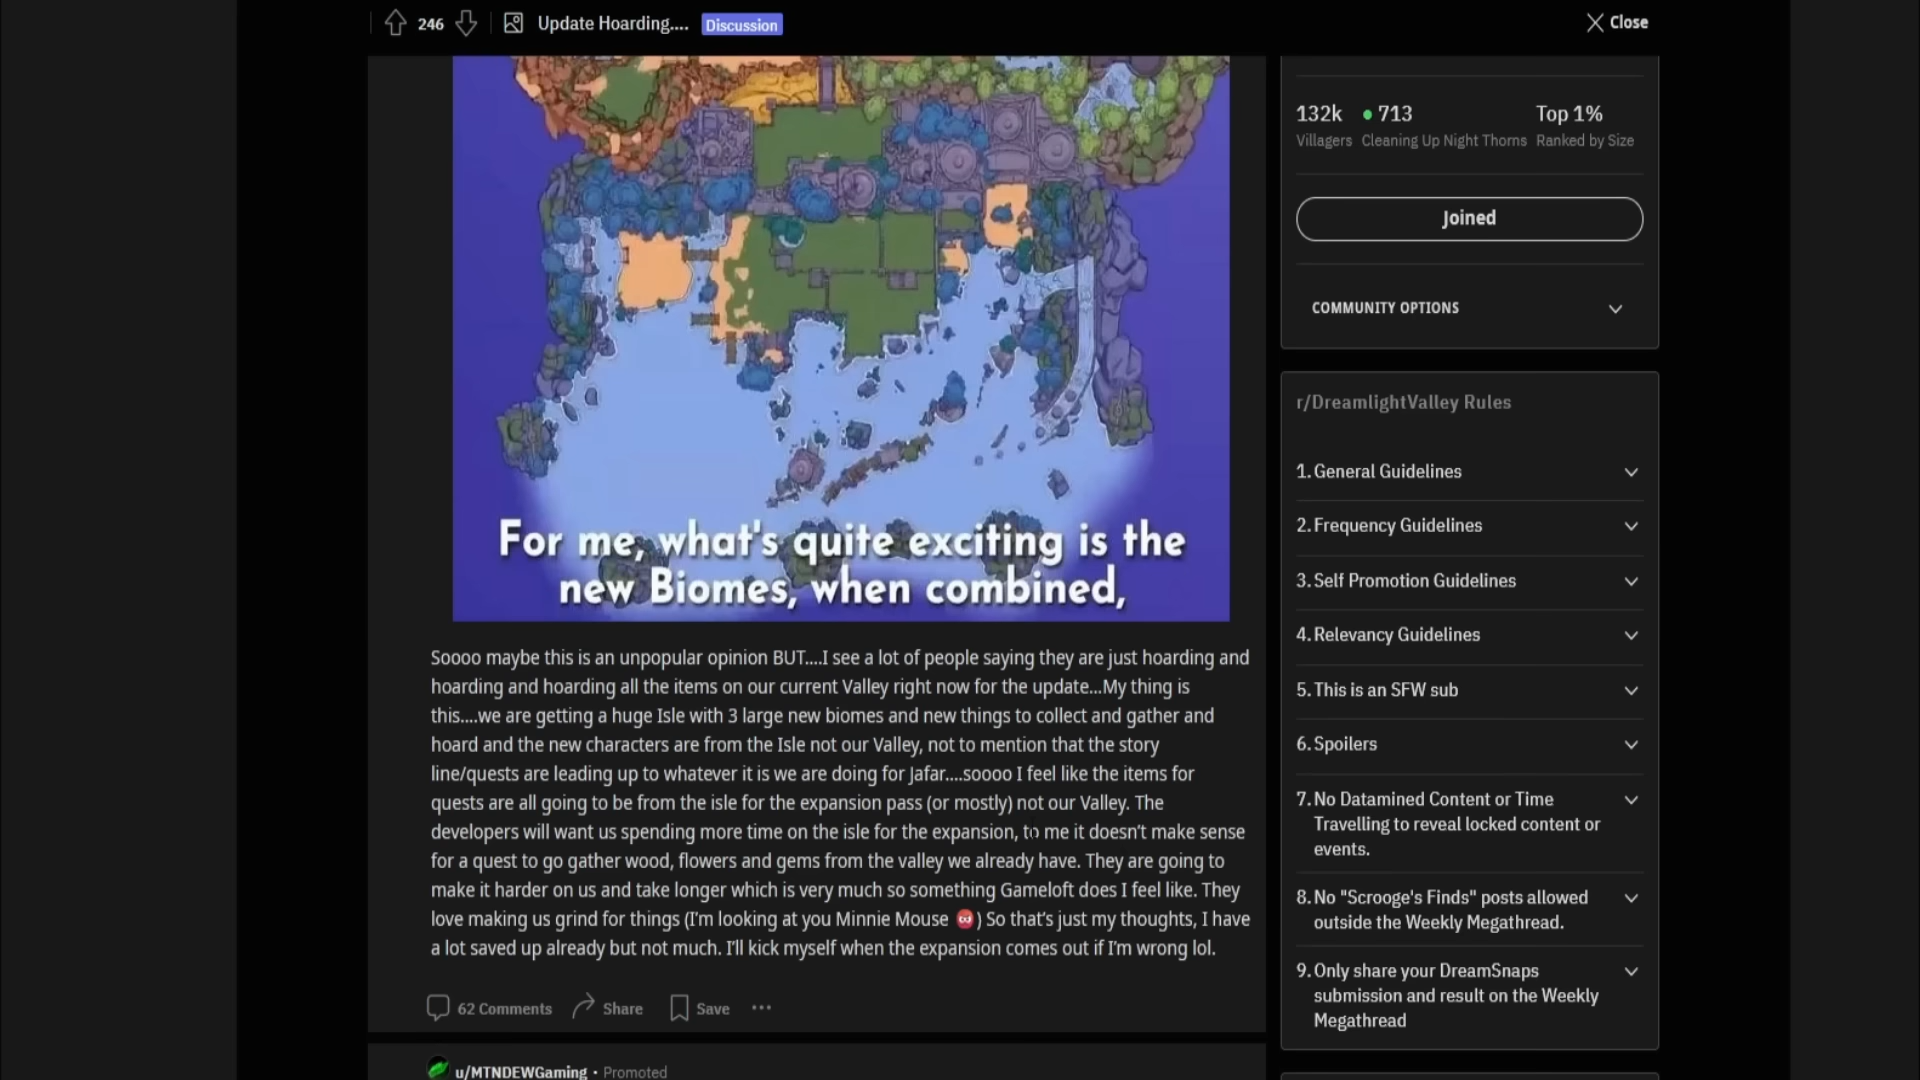 246
Update Hoarding....
Discussion
Close
For me, what's quite exciting is the
new Biomes, when combined,
Soooo maybe this is an unpopular opinion BUT....I see a lot of people saying they are just hoarding and
hoarding and hoarding all the items on our current Valley right now for the update...My thing is
this....we are getting a huge Isle with 3 large new biomes and new things to collect and gather and
hoard and the new characters are from the Isle not our Valley, not to mention that the story
line/quests are leading up to whatever it is we are doing for Jafar....soooo I feel like the items for
quests are all going to be from the isle for the expansion pass (or mostly) not our Valley. The
developers will want us spending more time on the isle for the expansion, to me it doesn't make sense
for a quest to go gather wood, flowers and gems from the valley we already have. They are going to
make it harder on us and take longer which is very much so something Gameloft does I feel like. They
love making us grind for things (I'm looking at you Minnie Mouse 👹) So that's just my thoughts, I have
a lot saved up already but not much. I'll kick myself when the expansion comes out if I'm wrong lol.
62 Comments
Share
Save
u/MTNDEWGaming • Promoted
132k
Villagers
713
Cleaning Up Night Thorns
Top 1%
Ranked by Size
Joined
COMMUNITY OPTIONS
r/DreamlightValley Rules
1. General Guidelines
2. Frequency Guidelines
3. Self Promotion Guidelines
4. Relevancy Guidelines
5. This is an SFW sub
6. Spoilers
7. No Datamined Content or Time
Travelling to reveal locked content or
events.
8. No "Scrooge's Finds" posts allowed
outside the Weekly Megathread.
9. Only share your DreamSnaps
submission and result on the Weekly
Megathread